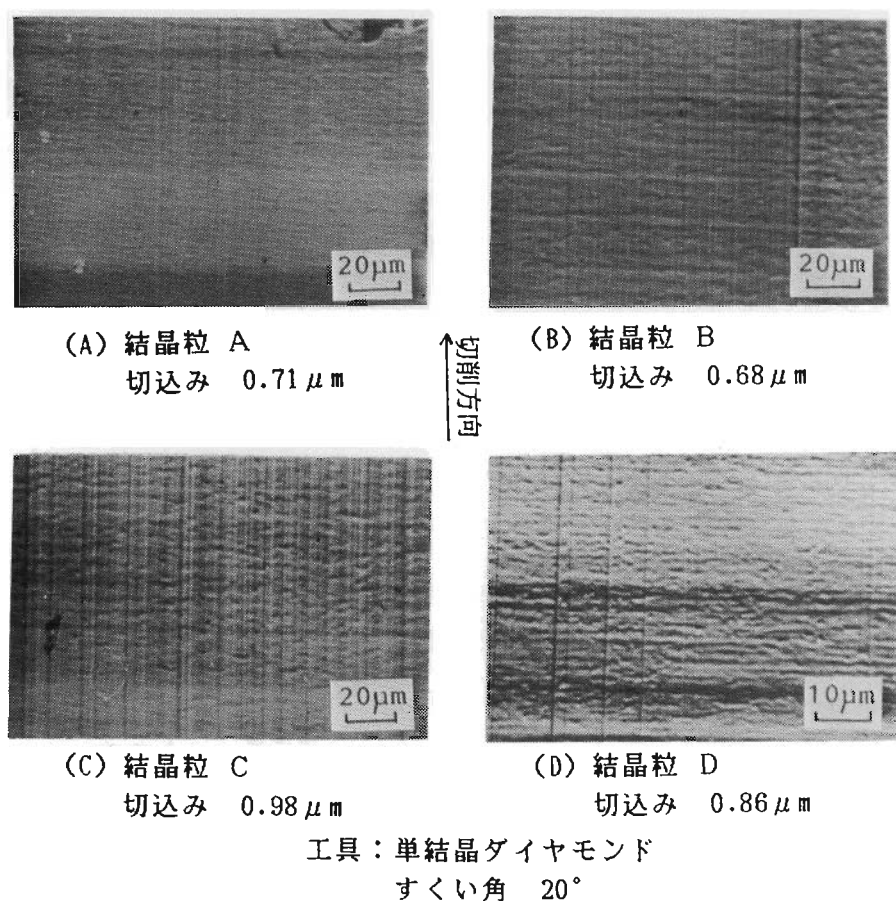 20μm
20μm
(A) 結晶粒 A
切込み 0.71μm
切削方向
(B) 結晶粒 B
切込み 0.68μm
20μm
10μm
(C) 結晶粒 C
切込み 0.98μm
(D) 結晶粒 D
切込み 0.86μm
工具：単結晶ダイヤモンド
すくい角 20°